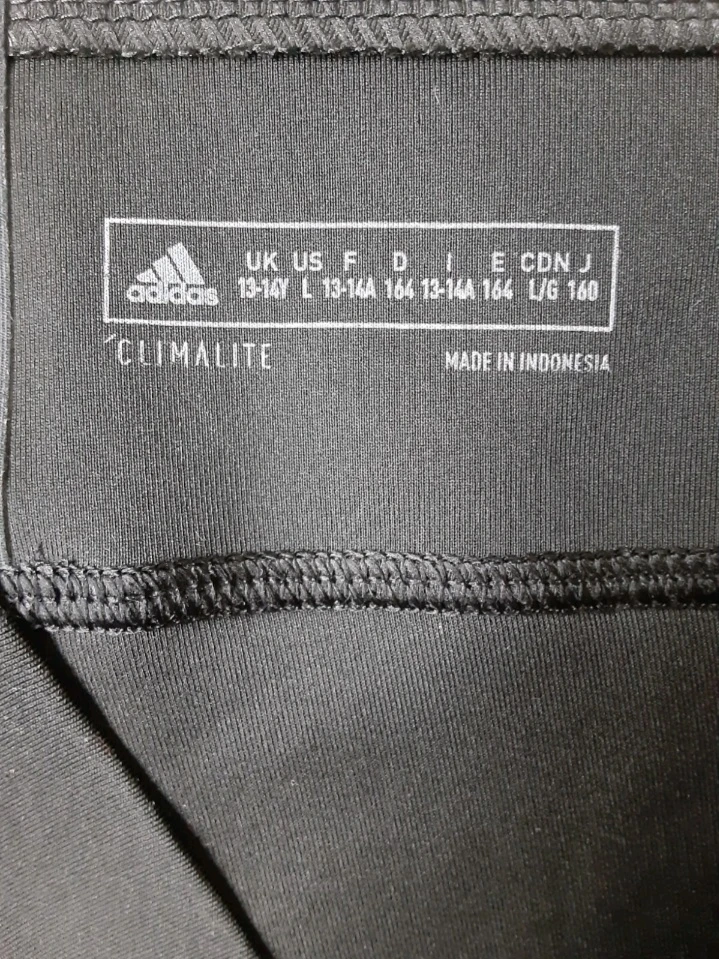 adidas
UK US F D I E CDN J
13-14Y L 13-14A 164 13-14A 164 L/G 160
CLIMALITE
MADE IN INDONESIA